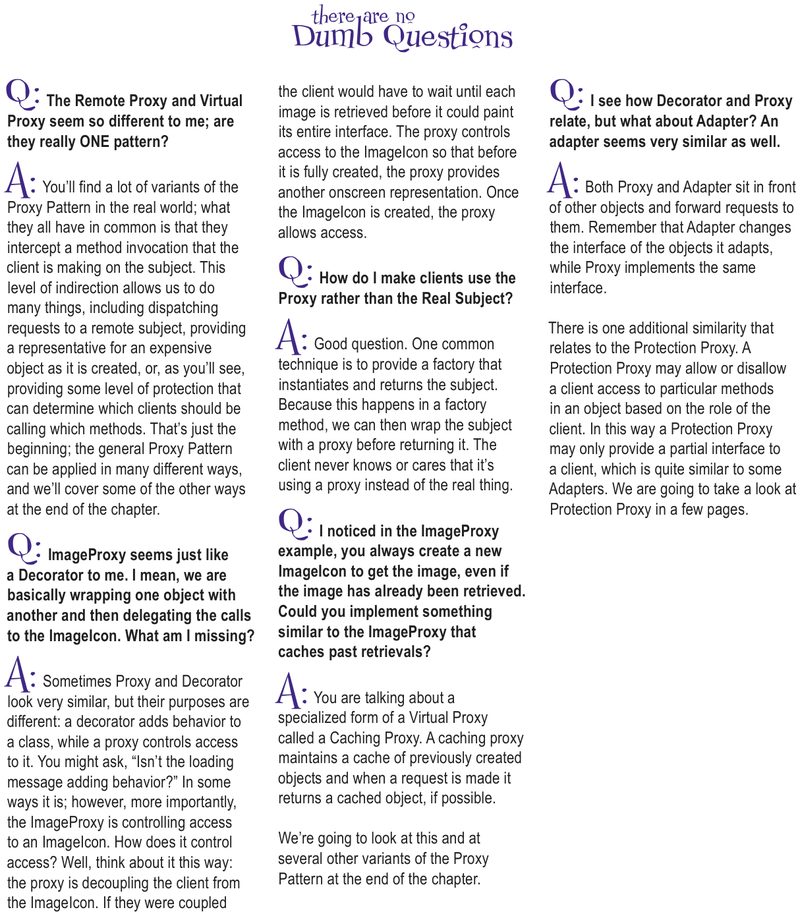 there are no
Dumb Questions
Q: The Remote Proxy and Virtual
Proxy seem so different to me; are
they really ONE pattern?
A: You’ll find a lot of variants of the
Proxy Pattern in the real world; what
they all have in common is that they
intercept a method invocation that the
client is making on the subject. This
level of indirection allows us to do
many things, including dispatching
requests to a remote subject, providing
a representative for an expensive
object as it is created, or, as you’ll see,
providing some level of protection that
can determine which clients should be
calling which methods. That’s just the
beginning; the general Proxy Pattern
can be applied in many different ways,
and we’ll cover some of the other ways
at the end of the chapter.
Q: ImageProxy seems just like
a Decorator to me. I mean, we are
basically wrapping one object with
another and then delegating the calls
to the ImageIcon. What am I missing?
A: Sometimes Proxy and Decorator
look very similar, but their purposes are
different: a decorator adds behavior to
a class, while a proxy controls access
to it. You might ask, “Isn’t the loading
message adding behavior?” In some
ways it is; however, more importantly,
the ImageProxy is controlling access
to an ImageIcon. How does it control
access? Well, think about it this way:
the proxy is decoupling the client from
the ImageIcon. If they were coupled
the client would have to wait until each
image is retrieved before it could paint
its entire interface. The proxy controls
access to the ImageIcon so that before
it is fully created, the proxy provides
another onscreen representation. Once
the ImageIcon is created, the proxy
allows access.
Q: How do I make clients use the
Proxy rather than the Real Subject?
A: Good question. One common
technique is to provide a factory that
instantiates and returns the subject.
Because this happens in a factory
method, we can then wrap the subject
with a proxy before returning it. The
client never knows or cares that it’s
using a proxy instead of the real thing.
Q: I noticed in the ImageProxy
example, you always create a new
ImageIcon to get the image, even if
the image has already been retrieved.
Could you implement something
similar to the ImageProxy that
caches past retrievals?
A: You are talking about a
specialized form of a Virtual Proxy
called a Caching Proxy. A caching proxy
maintains a cache of previously created
objects and when a request is made it
returns a cached object, if possible.
We’re going to look at this and at
several other variants of the Proxy
Pattern at the end of the chapter.
Q: I see how Decorator and Proxy
relate, but what about Adapter? An
adapter seems very similar as well.
A: Both Proxy and Adapter sit in front
of other objects and forward requests to
them. Remember that Adapter changes
the interface of the objects it adapts,
while Proxy implements the same
interface.
There is one additional similarity that
relates to the Protection Proxy. A
Protection Proxy may allow or disallow
a client access to particular methods
in an object based on the role of the
client. In this way a Protection Proxy
may only provide a partial interface to
a client, which is quite similar to some
Adapters. We are going to take a look at
Protection Proxy in a few pages.